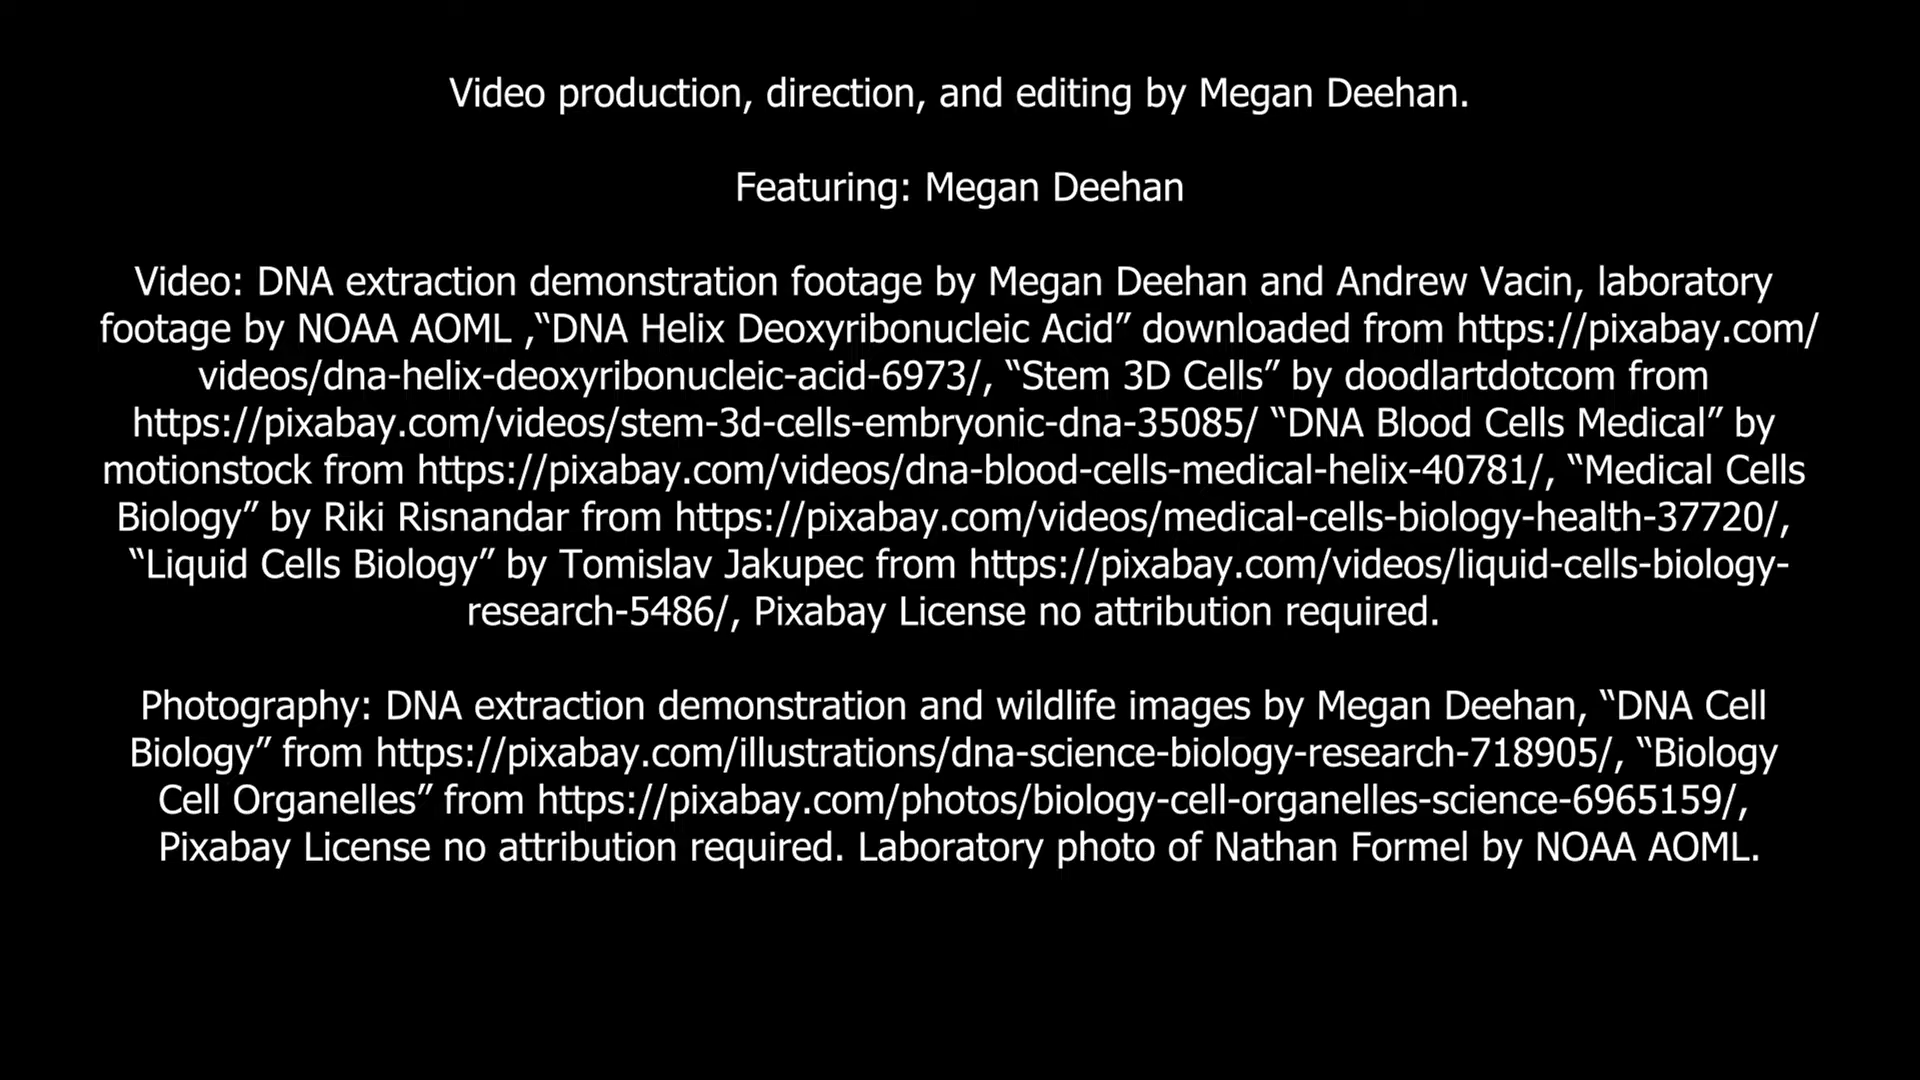 Video production, direction, and editing by Megan Deehan.
Featuring: Megan Deehan
Video: DNA extraction demonstration footage by Megan Deehan and Andrew Vacin, laboratory
footage by NOAA AOML ,“DNA Helix Deoxyribonucleic Acid” downloaded from https://pixabay.com/
videos/dna-helix-deoxyribonucleic-acid-6973/, “Stem 3D Cells” by doodlartdotcom from
https://pixabay.com/videos/stem-3d-cells-embryonic-dna-35085/ “DNA Blood Cells Medical” by
motionstock from https://pixabay.com/videos/dna-blood-cells-medical-helix-40781/, “Medical Cells
Biology” by Riki Risnandar from https://pixabay.com/videos/medical-cells-biology-health-37720/,
“Liquid Cells Biology” by Tomislav Jakupec from https://pixabay.com/videos/liquid-cells-biology-
research-5486/, Pixabay License no attribution required.
Photography: DNA extraction demonstration and wildlife images by Megan Deehan, “DNA Cell
Biology” from https://pixabay.com/illustrations/dna-science-biology-research-718905/, “Biology
Cell Organelles” from https://pixabay.com/photos/biology-cell-organelles-science-6965159/,
Pixabay License no attribution required. Laboratory photo of Nathan Formel by NOAA AOML.